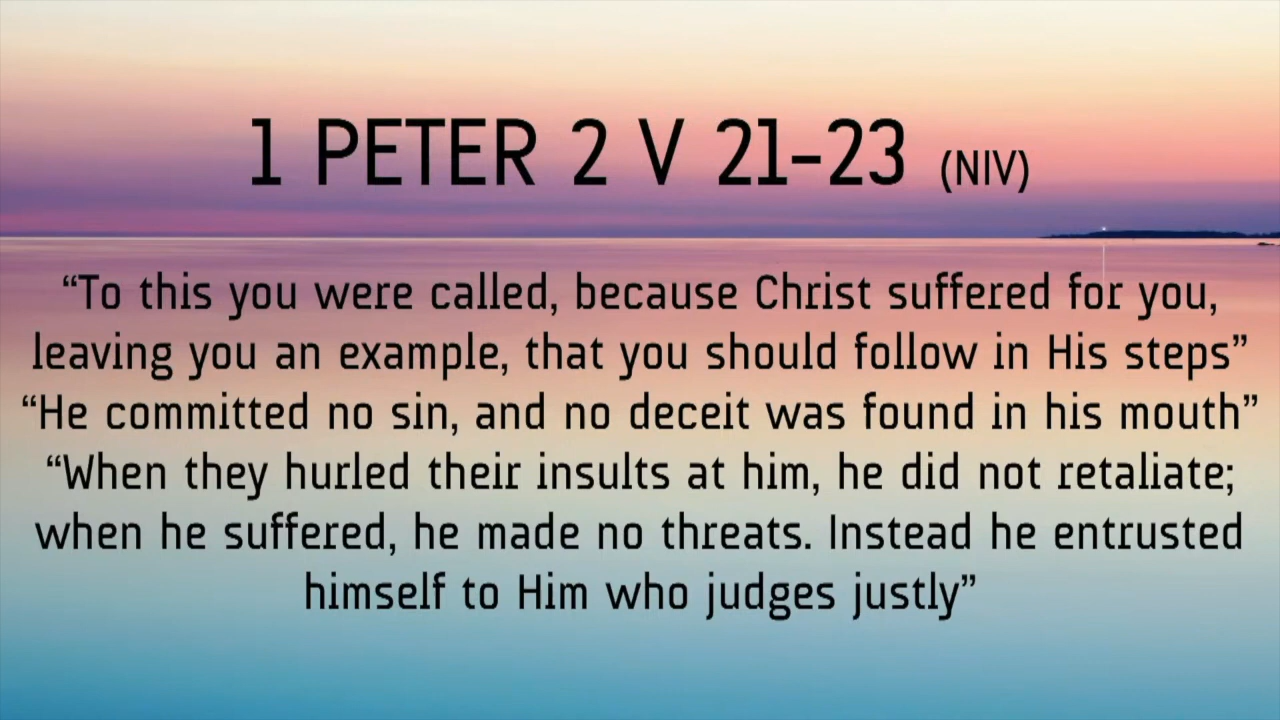 1 PETER 2 V 21-23 (NIV)
“To this you were called, because Christ suffered for you,
leaving you an example, that you should follow in His steps”
“He committed no sin, and no deceit was found in his mouth”
“When they hurled their insults at him, he did not retaliate;
when he suffered, he made no threats. Instead he entrusted
himself to Him who judges justly”